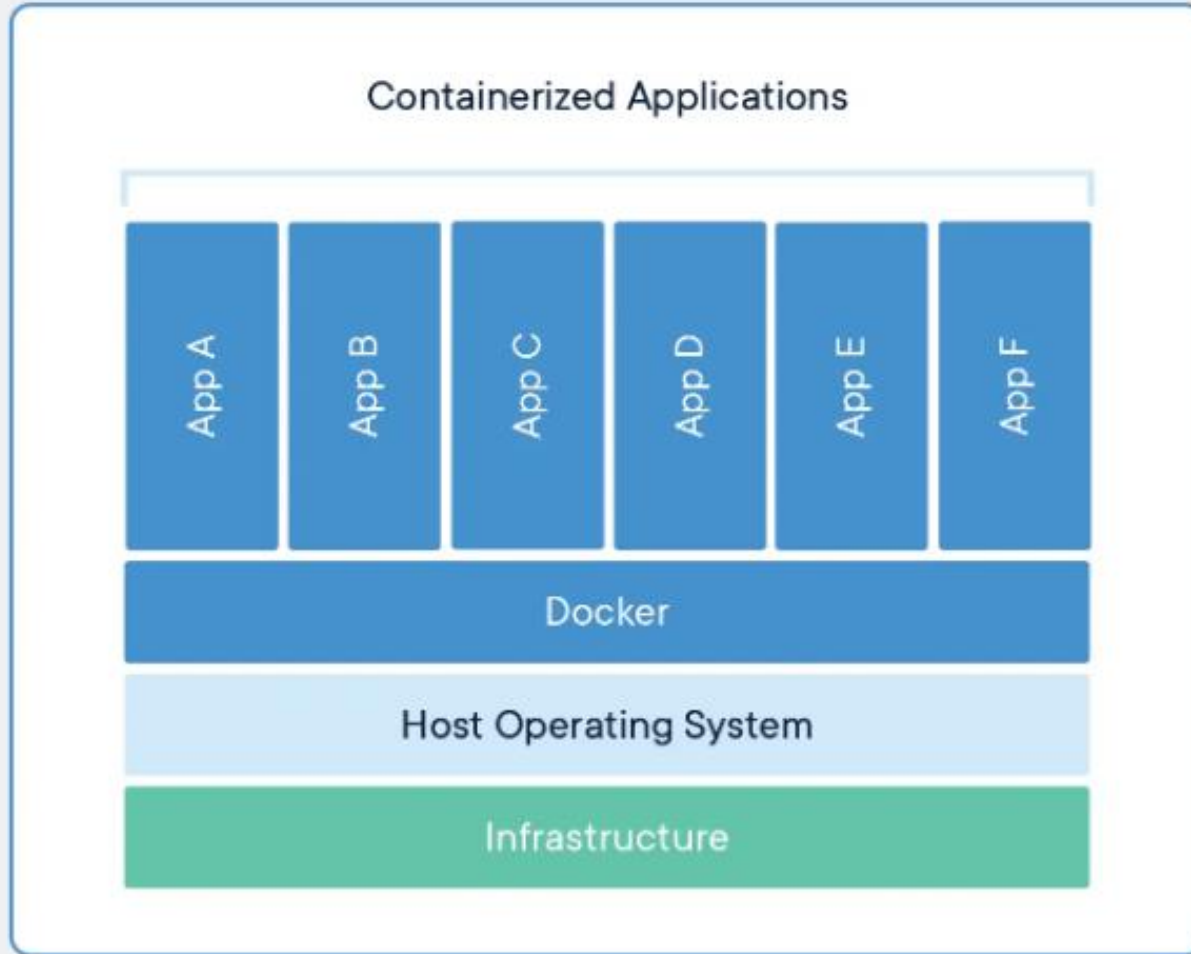 Containerized Applications
App A
App B
App C
App D
App E
App F
Docker
Host Operating System
Infrastructure